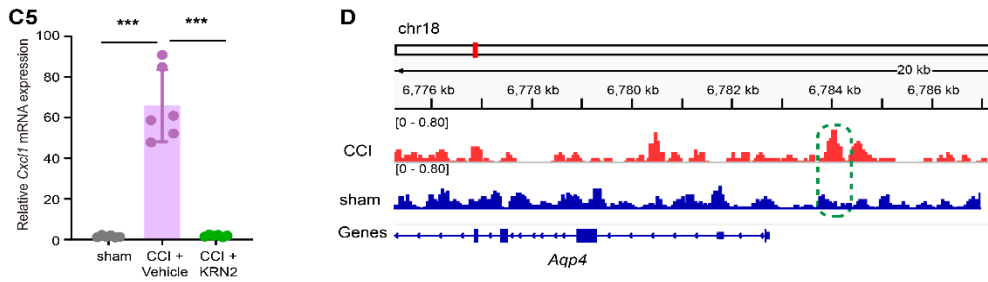 C5
Relative Cxcl1 mRNA expression
100
80
60
40
20
0
***
***
sham
CCI +
Vehicle
CCI +
KRN2
D
chr18
20 kb
6,776 kb 6,778 kb 6,780 kb 6,782 kb 6,784 kb 6,786 kb
[0 - 0.80]
CCI
[0 - 0.80]
sham
Genes
Aqp4